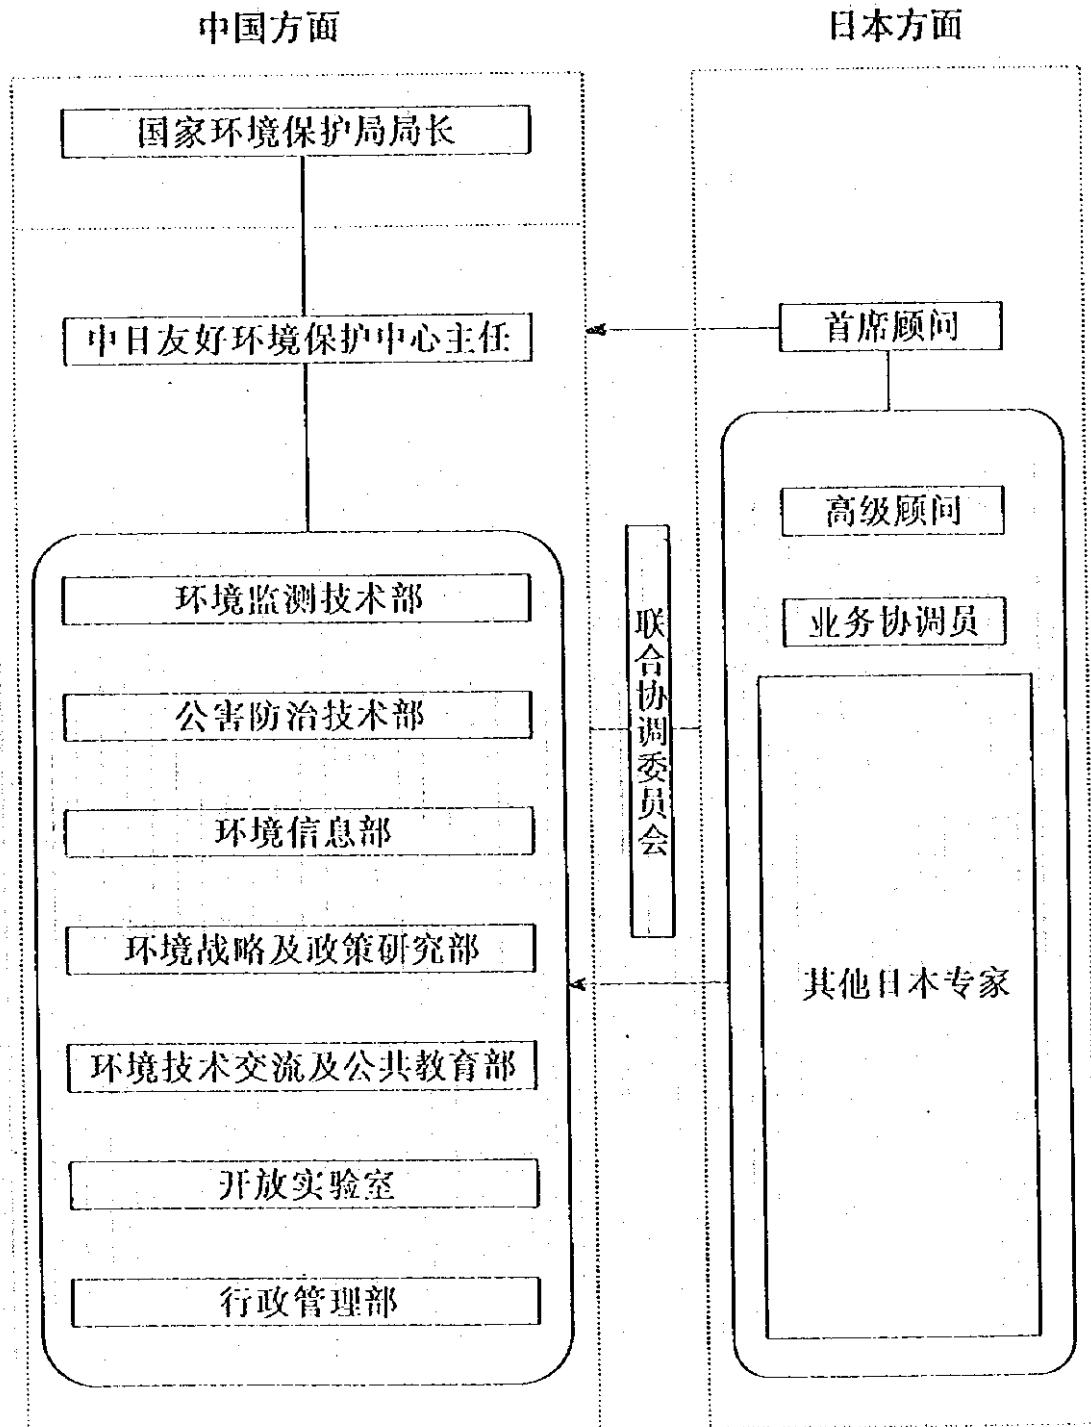 中国方面
日本方面
国家环境保护局局长
中日友好环境保护中心主任
首席顾问
高级顾问
业务协调员
环境监测技术部
公害防治技术部
环境信息部
环境战略及政策研究部
环境技术交流及公共教育部
开放实验室
行政管理部
联合协调委员会
其他日本专家